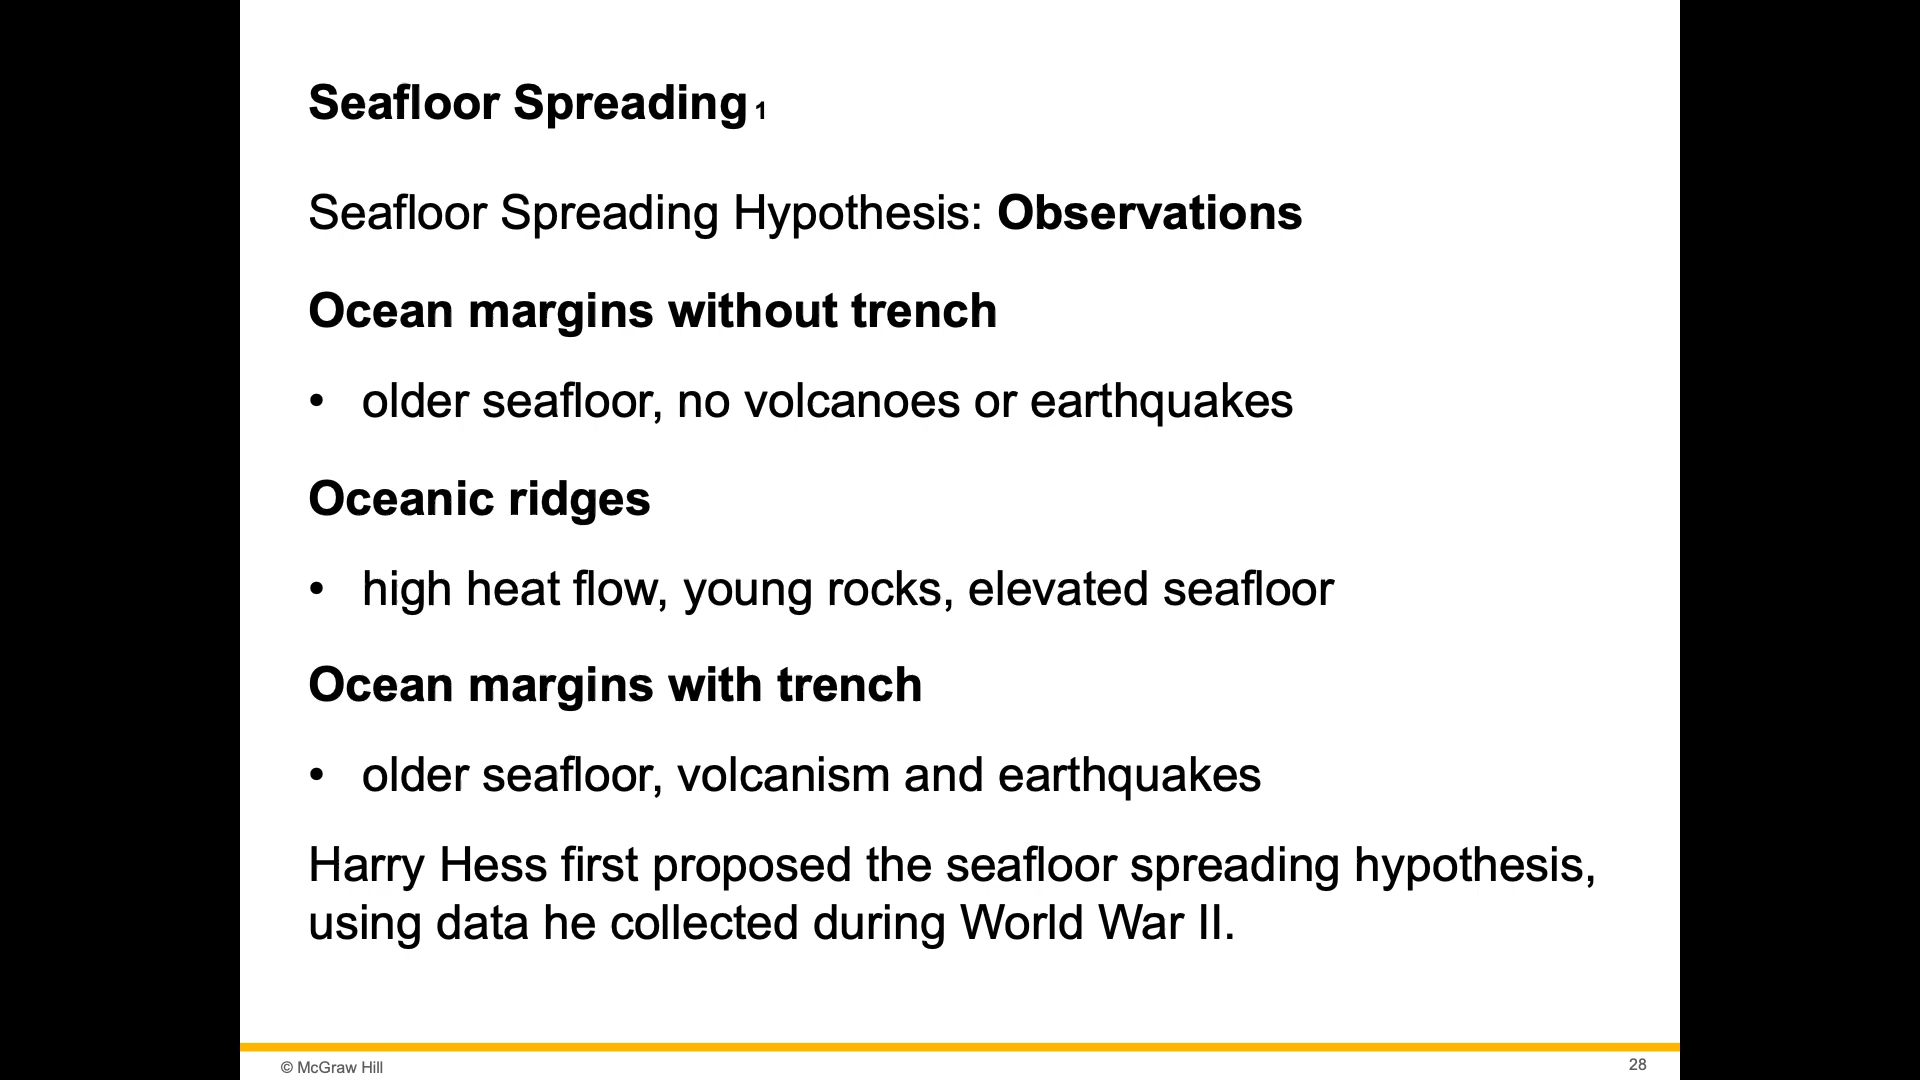 Seafloor Spreading 1
Seafloor Spreading Hypothesis: Observations
Ocean margins without trench
• older seafloor, no volcanoes or earthquakes
Oceanic ridges
• high heat flow, young rocks, elevated seafloor
Ocean margins with trench
• older seafloor, volcanism and earthquakes
Harry Hess first proposed the seafloor spreading hypothesis,
using data he collected during World War II.
© McGraw Hill
28